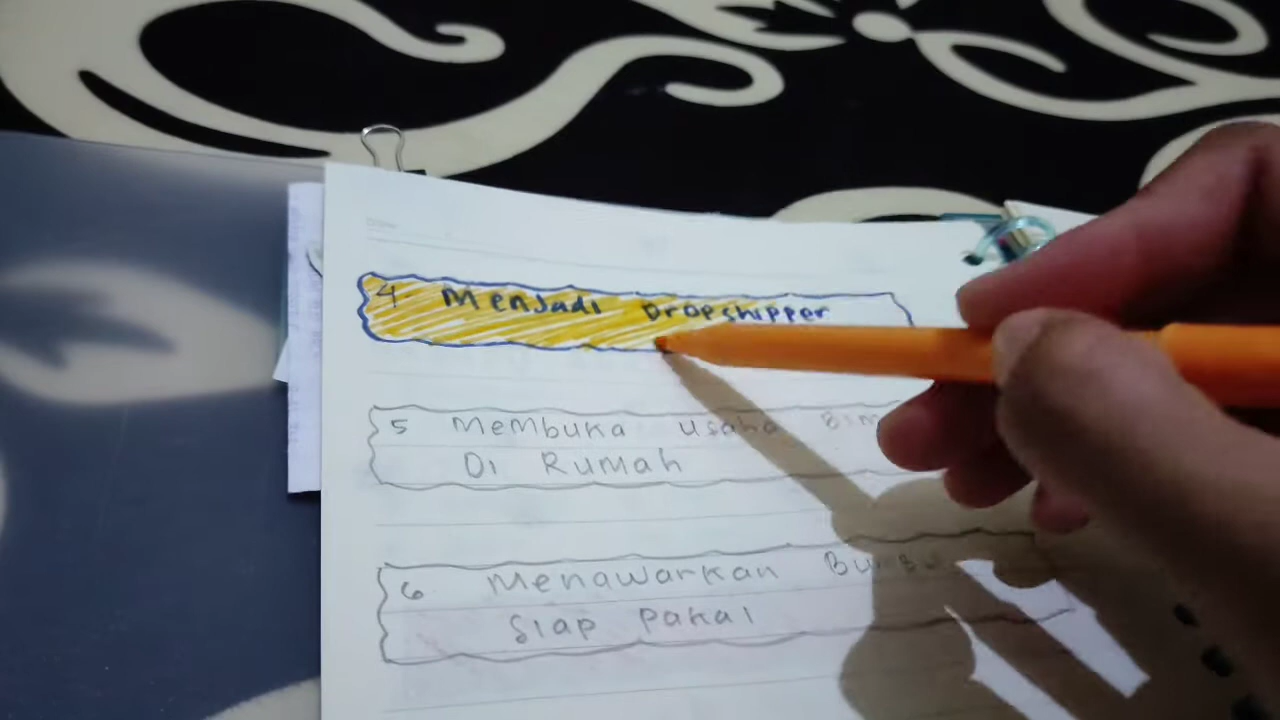 4 Menjadi Dropshipper
5 Membuka usaha
Di Rumah
6 Menawarkan
Siap Pakai